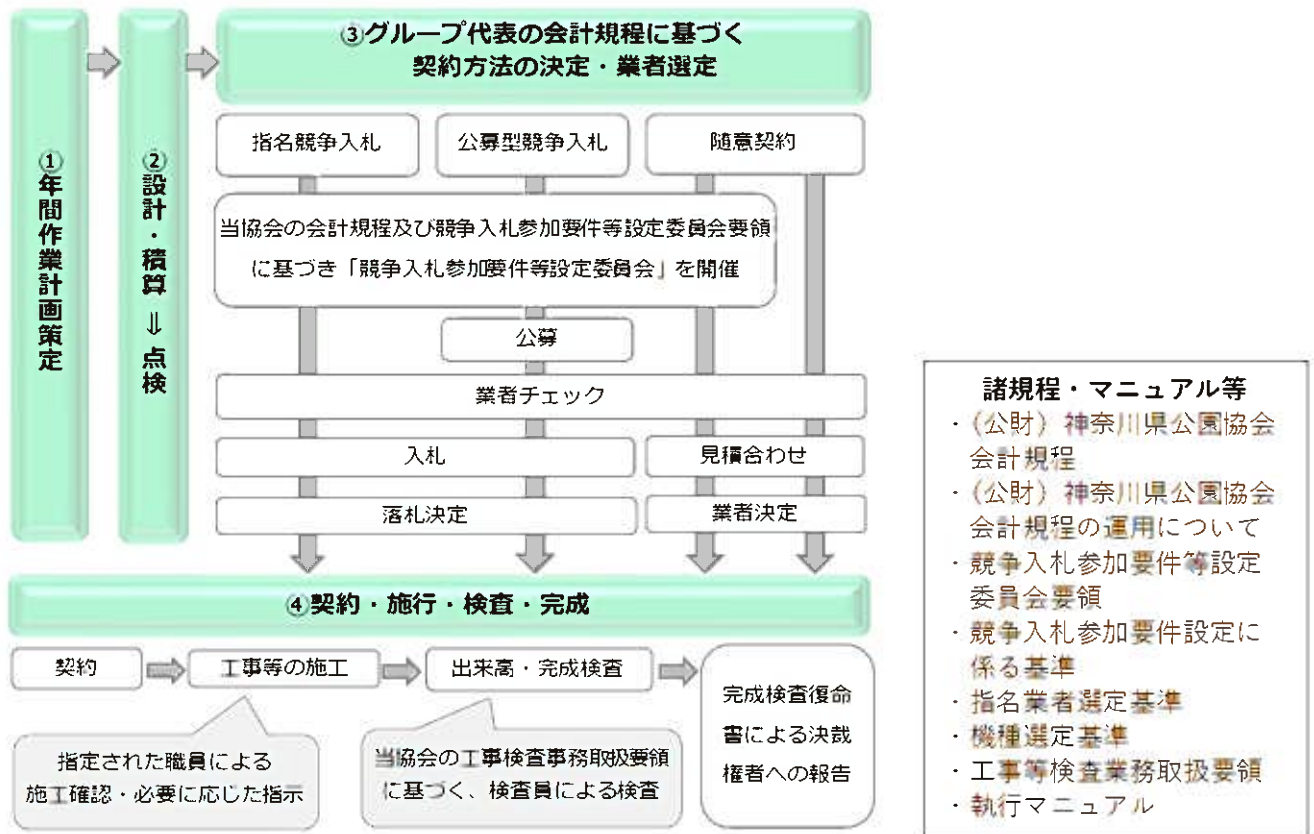 ①年間作業計画策定
②設計・積算 ⇓ 点検
③グループ代表の会計規程に基づく
契約方法の決定・業者選定
指名競争入札
公募型競争入札
随意契約
当協会の会計規程及び競争入札参加要件等設定委員会要領
に基づき「競争入札参加要件等設定委員会」を開催
公募
業者チェック
入札
見積合わせ
落札決定
業者決定
④契約・施行・検査・完成
契約
工事等の施工
出来高・完成検査
完成検査復命
書による決裁
権者への報告
指定された職員による
施工確認・必要に応じた指示
当協会の工事検査事務取扱要領
に基づく、検査員による検査
諸規程・マニュアル等
・(公財）神奈川県公園協会
会計規程
・(公財）神奈川県公園協会
会計規程の運用について
・競争入札参加要件等設定
委員会要領
・競争入札参加要件設定に
係る基準
・指名業者選定基準
・機種選定基準
・工事等検査業務取扱要領
・執行マニュアル